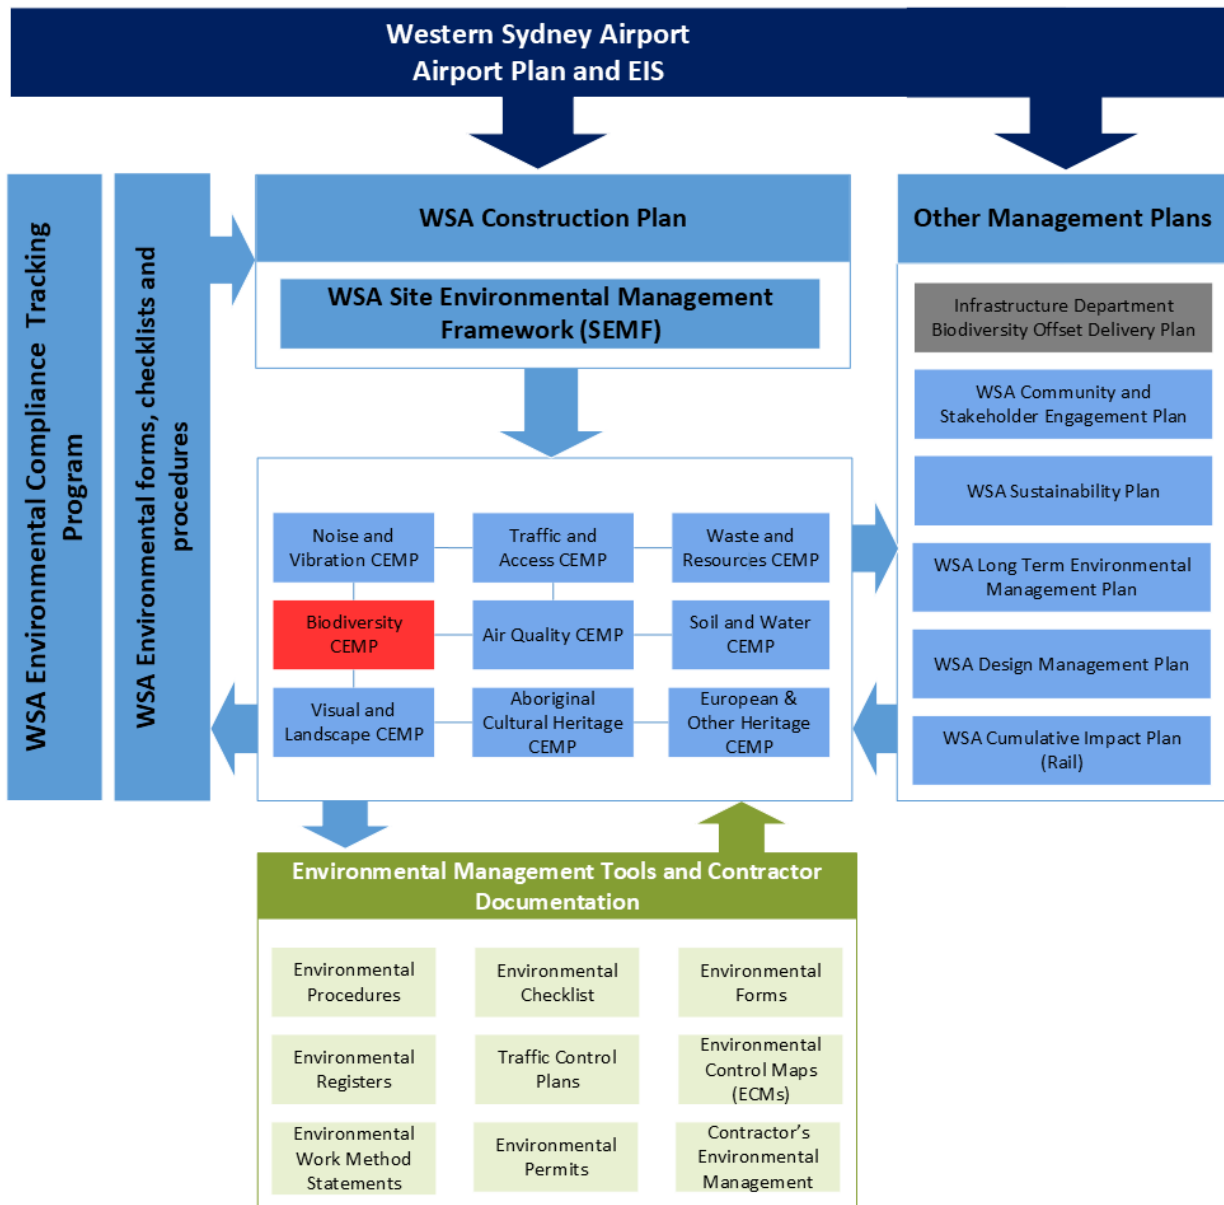 Western Sydney Airport
Airport Plan and EIS
WSA Environmental Compliance Tracking
Program
WSA Environmental forms, checklists and
procedures
WSA Construction Plan
WSA Site Environmental Management
Framework (SEMF)
Noise and
Vibration CEMP
Traffic and
Access CEMP
Waste and
Resources CEMP
Biodiversity
CEMP
Air Quality CEMP
Soil and Water
CEMP
Visual and
Landscape CEMP
Aboriginal
Cultural Heritage
CEMP
European &
Other Heritage
CEMP
Other Management Plans
Infrastructure Department
Biodiversity Offset Delivery Plan
WSA Community and
Stakeholder Engagement Plan
WSA Sustainability Plan
WSA Long Term Environmental
Management Plan
WSA Design Management Plan
WSA Cumulative Impact Plan
(Rail)
Environmental Management Tools and Contractor
Documentation
Environmental
Procedures
Environmental
Checklist
Environmental
Forms
Environmental
Registers
Traffic Control
Plans
Environmental
Control Maps
(ECMs)
Environmental
Work Method
Statements
Environmental
Permits
Contractor's
Environmental
Management